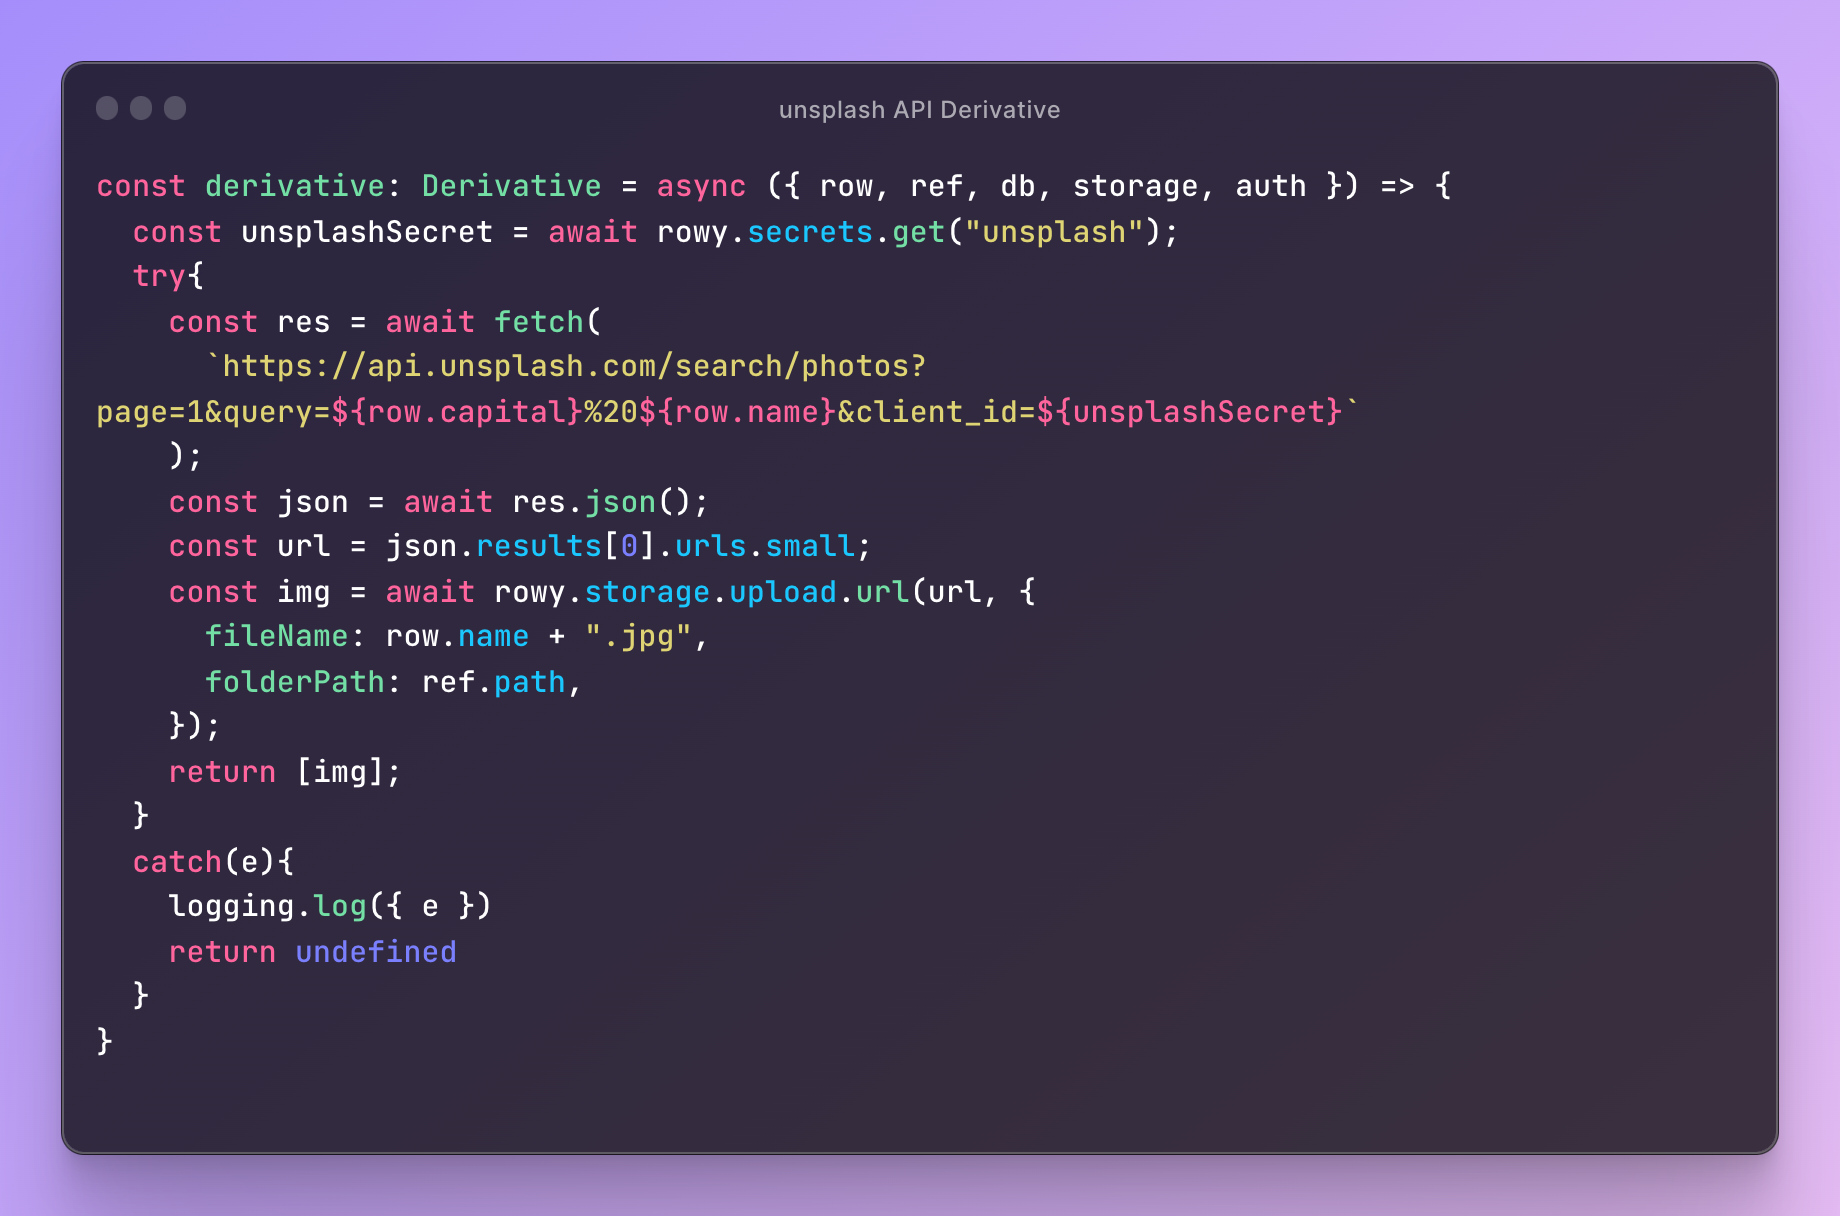 unsplash API Derivative
const derivative: Derivative = async ({ row, ref, db, storage, auth }) => {
  const unsplashSecret = await rowy.secrets.get("unsplash");
  try{
    const res = await fetch(
      `https://api.unsplash.com/search/photos?
page=1&query=${row.capital}%20${row.name}&client_id=${unsplashSecret}`
    );
    const json = await res.json();
    const url = json.results[0].urls.small;
    const img = await rowy.storage.upload.url(url, {
      fileName: row.name + ".jpg",
      folderPath: ref.path,
    });
    return [img];
  }
  catch(e){
    logging.log({ e })
    return undefined
  }
}